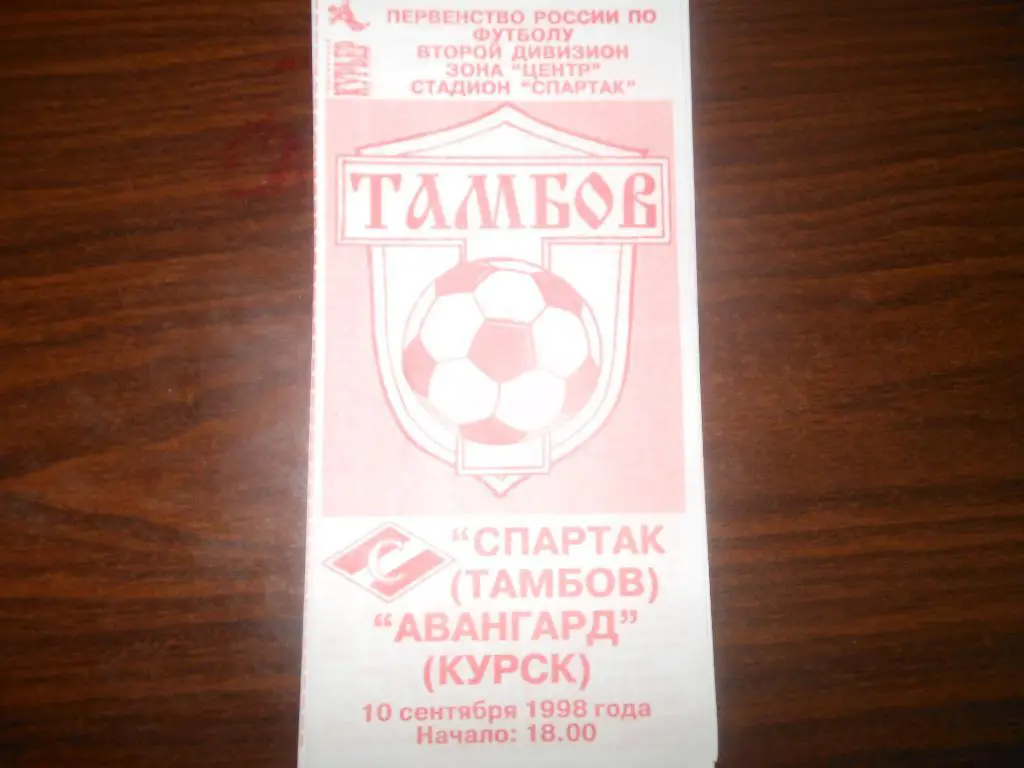 КУРЬЕР
ПЕРВЕНСТВО РОССИИ ПО
ФУТБОЛУ
ВТОРОЙ ДИВИЗИОН
ЗОНА "ЦЕНТР"
СТАДИОН "СПАРТАК"
ТАМБОВ
С
"СПАРТАК
(ТАМБОВ)
"АВАНГАРД"
(КУРСК)
10 сентября 1998 года
Начало: 18.00